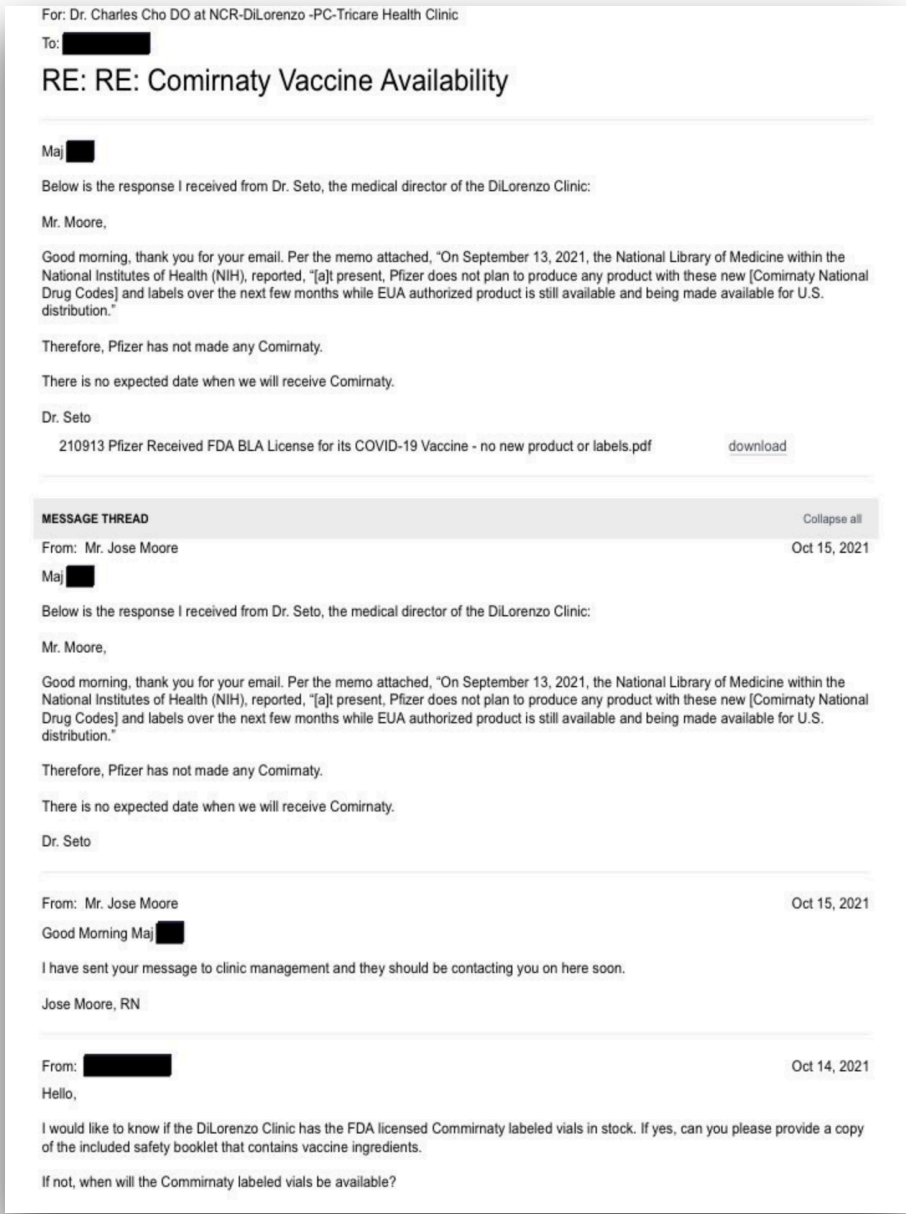 For: Dr. Charles Cho DO at NCR-DiLorenzo -PC-Tricare Health Clinic
To:
RE: RE: Comirnaty Vaccine Availability
Maj
Below is the response I received from Dr. Seto, the medical director of the DiLorenzo Clinic:
Mr. Moore,
Good morning, thank you for your email. Per the memo attached, “On September 13, 2021, the National Library of Medicine within the
National Institutes of Health (NIH), reported, “[a]t present, Pfizer does not plan to produce any product with these new [Comirnaty National
Drug Codes] and labels over the next few months while EUA authorized product is still available and being made available for U.S.
distribution.”
Therefore, Pfizer has not made any Comirnaty.
There is no expected date when we will receive Comirnaty.
Dr. Seto
210913 Pfizer Received FDA BLA License for its COVID-19 Vaccine - no new product or labels.pdf download
MESSAGE THREAD Collapse all
From: Mr. Jose Moore Oct 15, 2021
Maj
Below is the response I received from Dr. Seto, the medical director of the DiLorenzo Clinic:
Mr. Moore,
Good morning, thank you for your email. Per the memo attached, “On September 13, 2021, the National Library of Medicine within the
National Institutes of Health (NIH), reported, “[a]t present, Pfizer does not plan to produce any product with these new [Comirnaty National
Drug Codes] and labels over the next few months while EUA authorized product is still available and being made available for U.S.
distribution.”
Therefore, Pfizer has not made any Comirnaty.
There is no expected date when we will receive Comirnaty.
Dr. Seto
From: Mr. Jose Moore Oct 15, 2021
Good Morning Maj
I have sent your message to clinic management and they should be contacting you on here soon.
Jose Moore, RN
From: Oct 14, 2021
Hello,
I would like to know if the DiLorenzo Clinic has the FDA licensed Commirnaty labeled vials in stock. If yes, can you please provide a copy
of the included safety booklet that contains vaccine ingredients.
If not, when will the Commirnaty labeled vials be available?